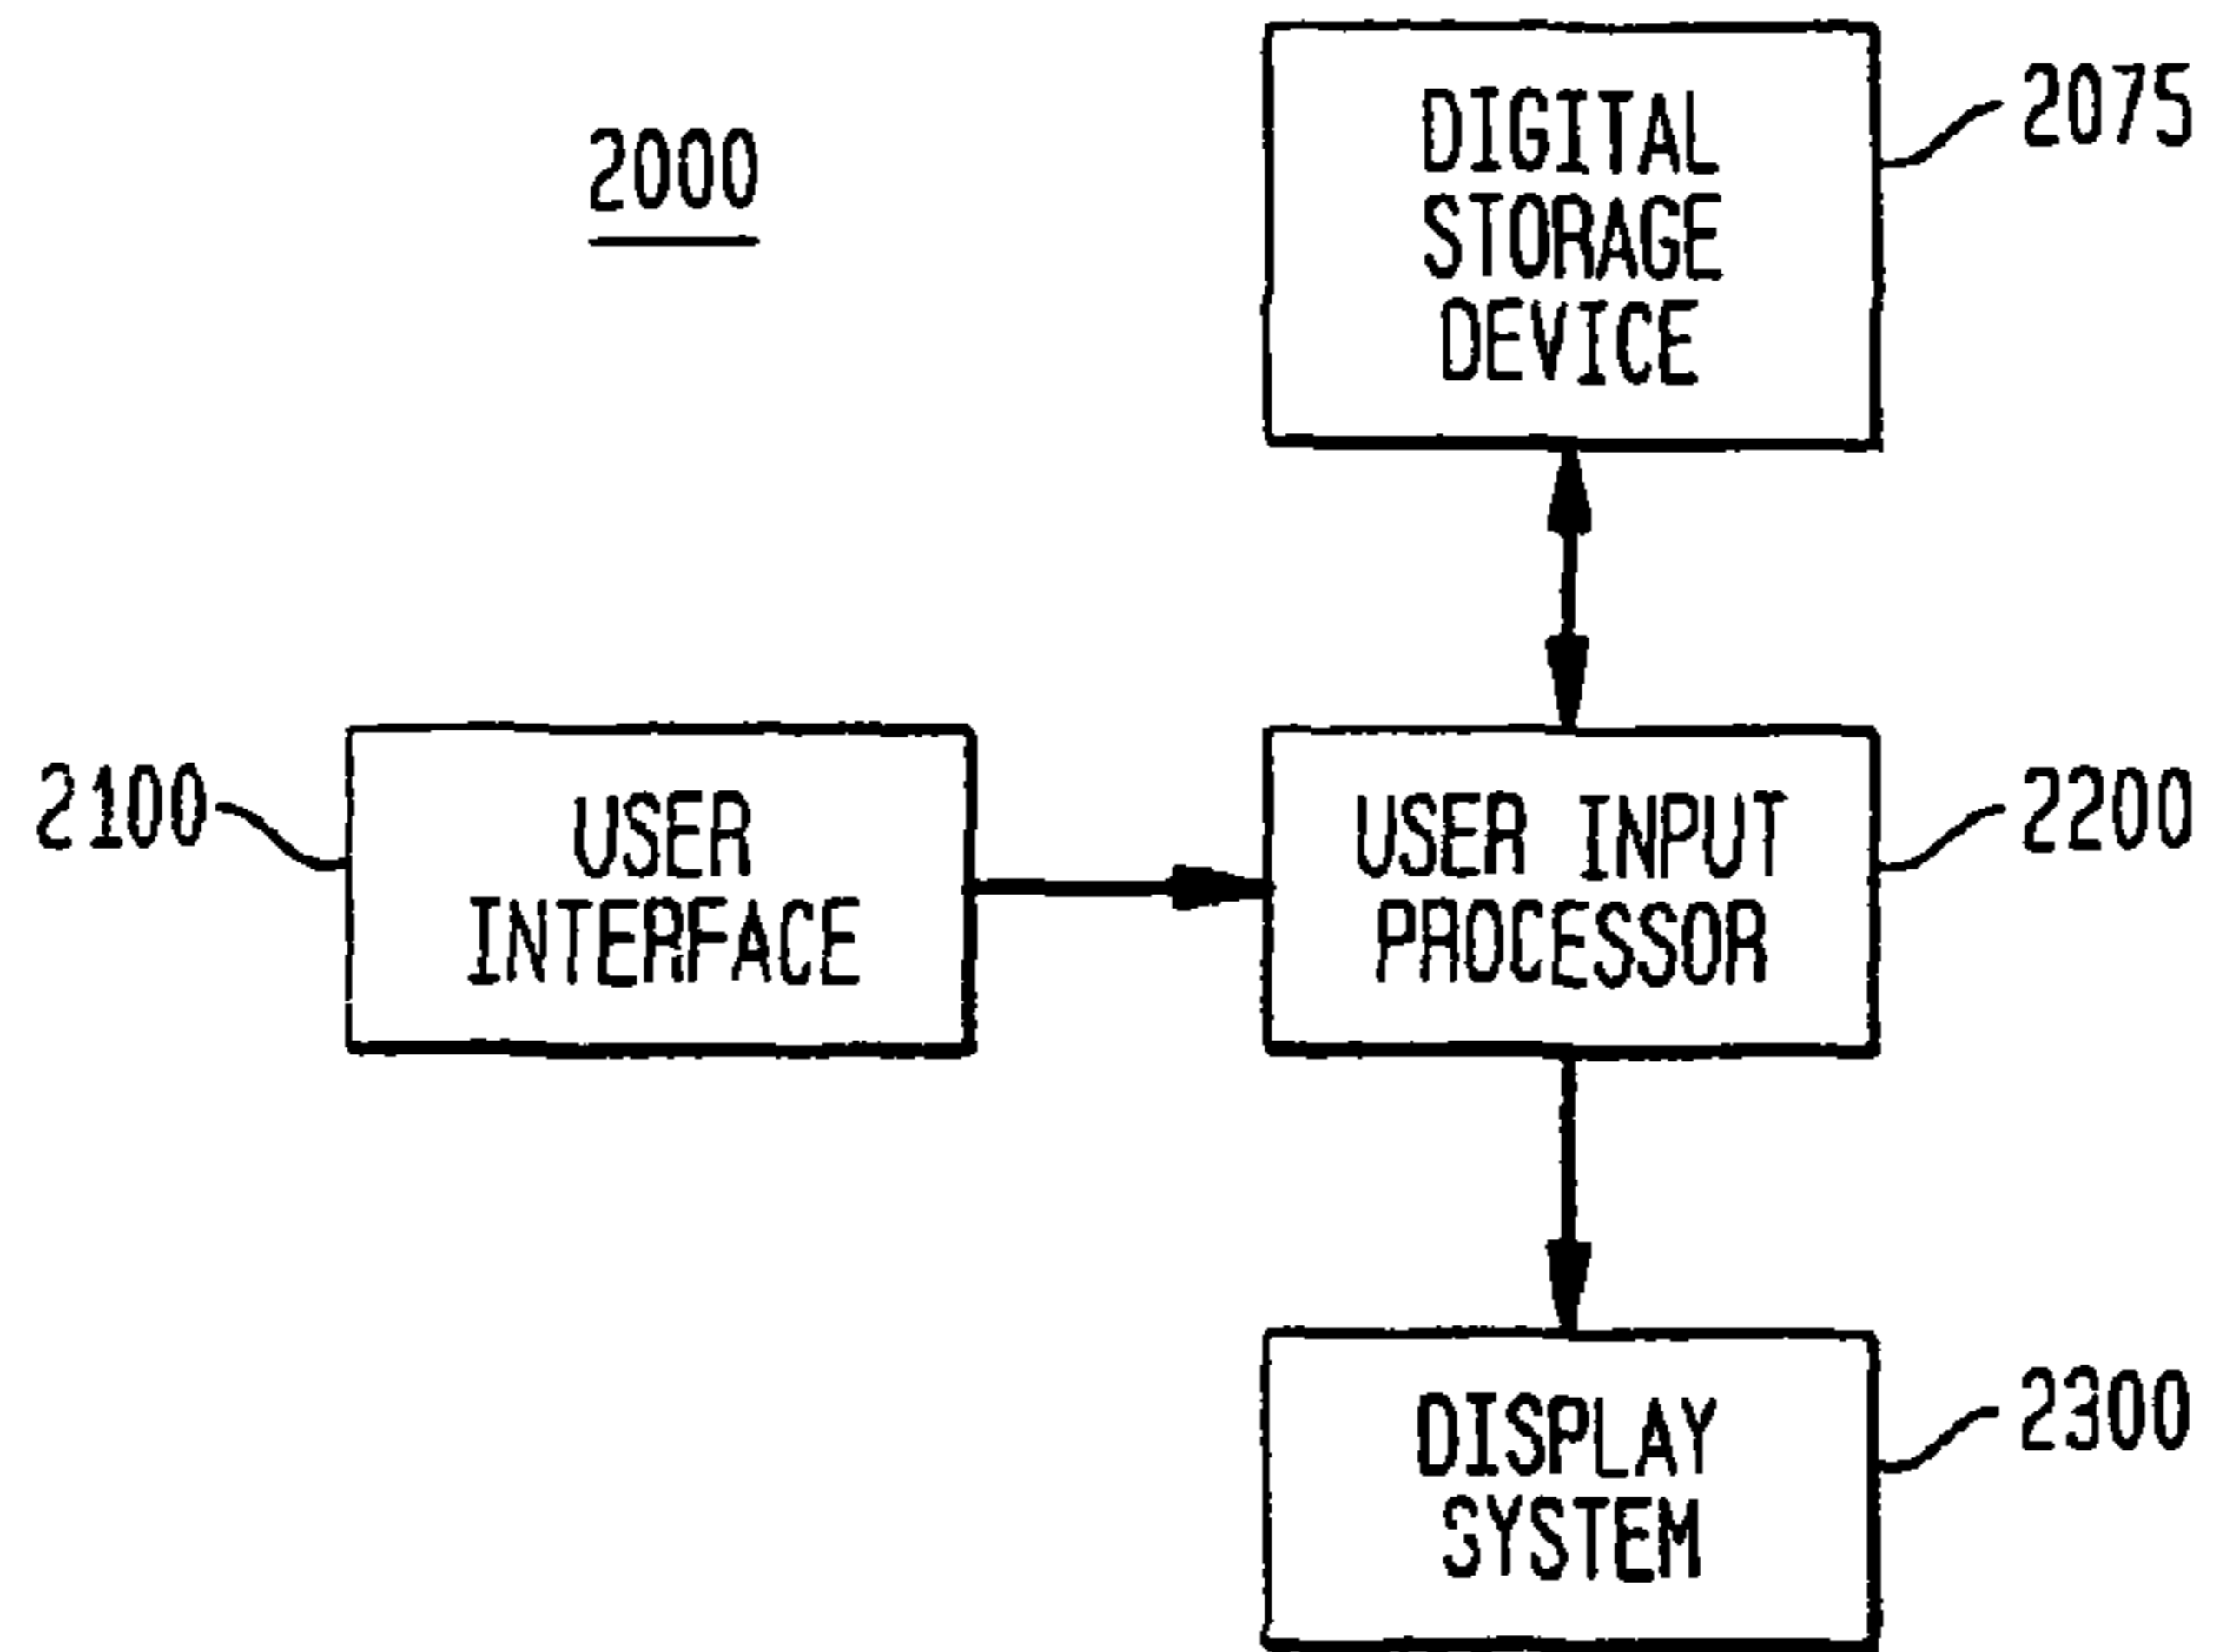 2000
DIGITAL
STORAGE
DEVICE
2075
2100
USER
INTERFACE
USER INPUT
PROCESSOR
2200
DISPLAY
SYSTEM
2300